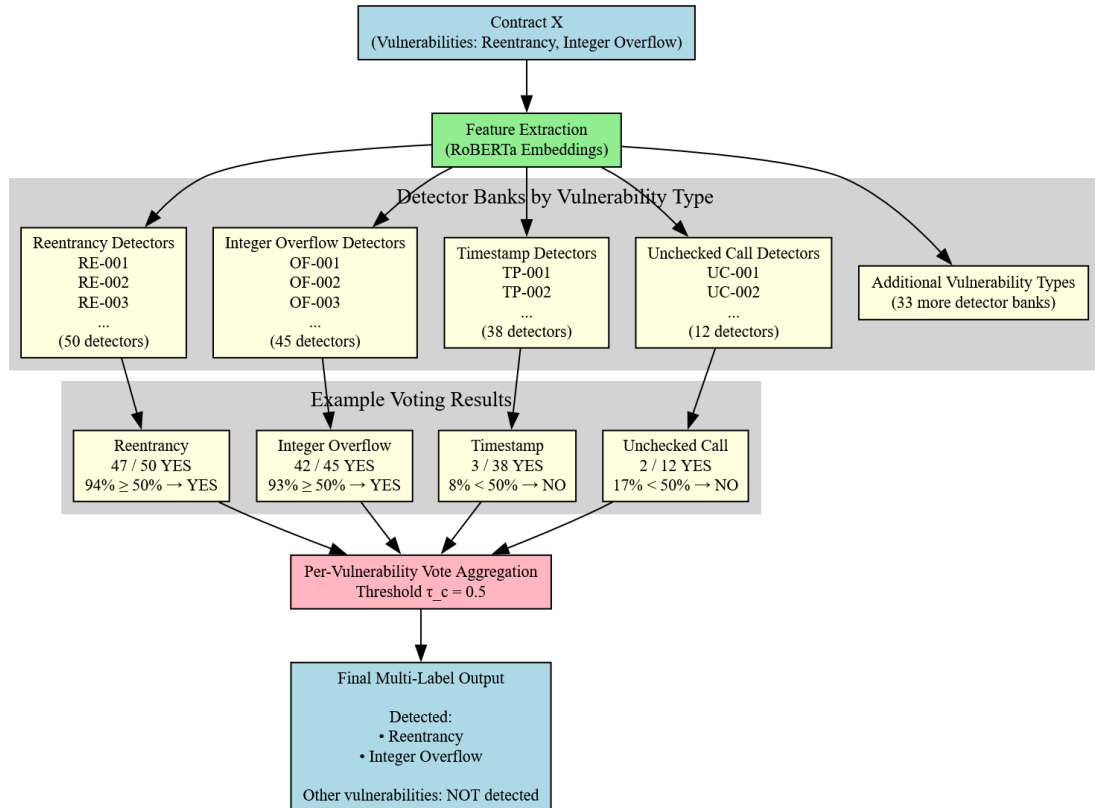 Contract X
(Vulnerabilities: Reentrancy, Integer Overflow)
Feature Extraction
(RoBERTa Embeddings)
Detector Banks by Vulnerability Type
Reentrancy Detectors
RE-001
RE-002
RE-003
...
(50 detectors)
Integer Overflow Detectors
OF-001
OF-002
OF-003
...
(45 detectors)
Timestamp Detectors
TP-001
TP-002
...
(38 detectors)
Unchecked Call Detectors
UC-001
UC-002
...
(12 detectors)
Additional Vulnerability Types
(33 more detector banks)
Example Voting Results
Reentrancy
47 / 50 YES
94% ≥ 50% → YES
Integer Overflow
42 / 45 YES
93% ≥ 50% → YES
Timestamp
3 / 38 YES
8% < 50% → NO
Unchecked Call
2 / 12 YES
17% < 50% → NO
Per-Vulnerability Vote Aggregation
Threshold τ_c = 0.5
Final Multi-Label Output
Detected:
• Reentrancy
• Integer Overflow
Other vulnerabilities: NOT detected